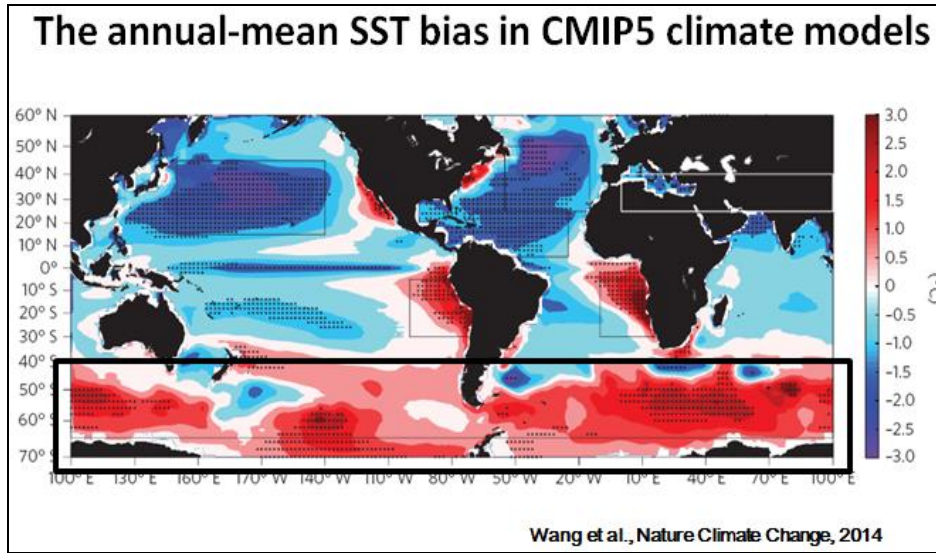 The annual-mean SST bias in CMIP5 climate models
60° N
50° N
40° N
30° N
20° N
10° N
0°
10° S
20° S
30° S
40° S
50° S
60° S
70° S
100° E 130° E 160° E 170° W 140° W 110° W 80° W 50° W 20° W 10° E 40° E 70° E 100° E
3.0
2.5
2.0
1.5
1.0
0.5
0
−0.5
−1.0
−1.5
−2.0
−2.5
−3.0
Wang et al., Nature Climate Change, 2014